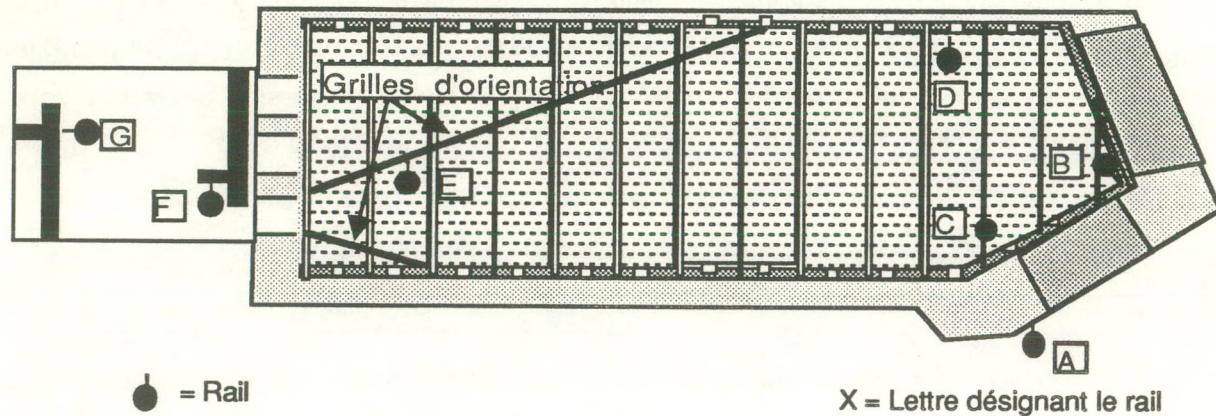 Grilles d'orientation
D
G
B
E
F
C
A
= Rail
X = Lettre désignant le rail